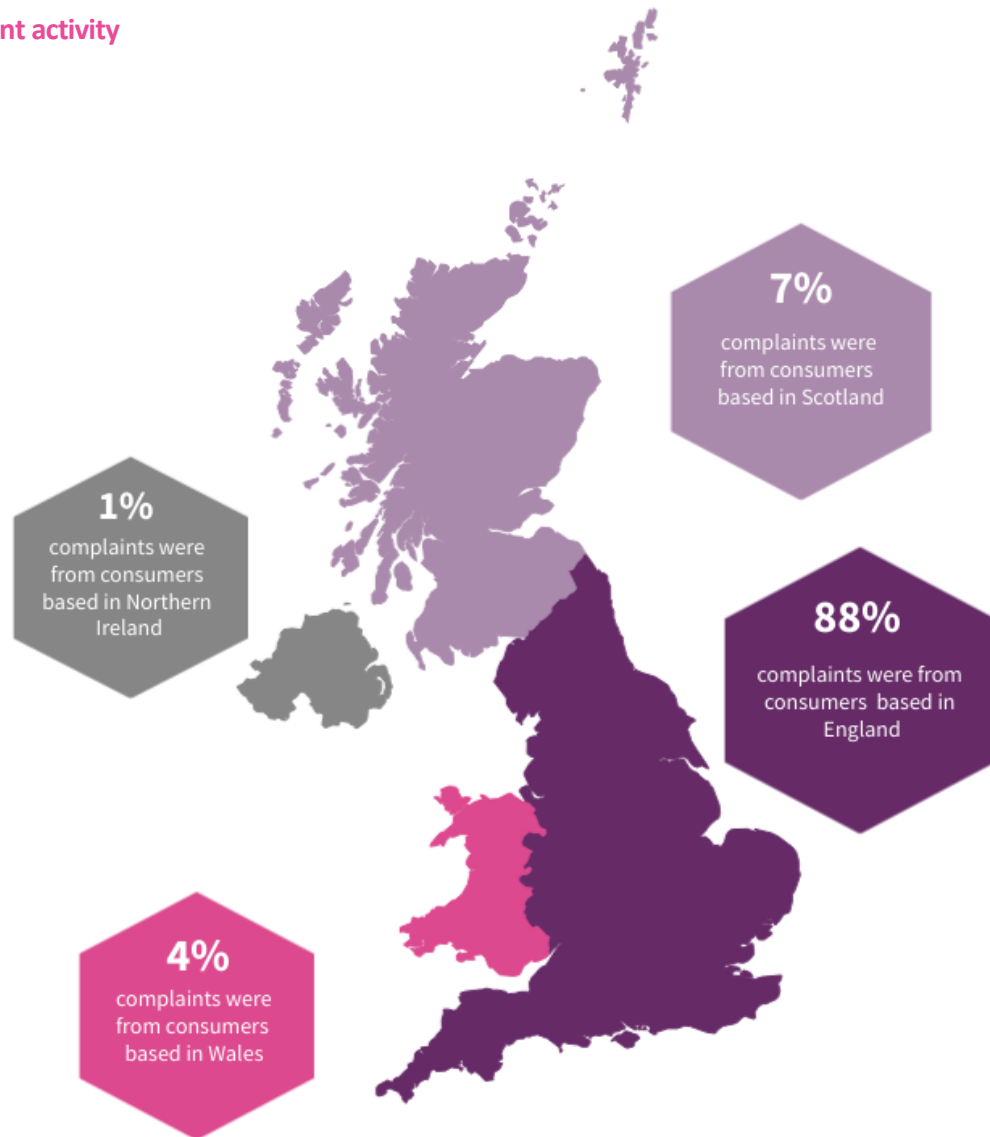 nt activity
7%
complaints were
from consumers
based in Scotland
1%
complaints were
from consumers
based in Northern
Ireland
88%
complaints were from
consumers based in
England
4%
complaints were
from consumers
based in Wales